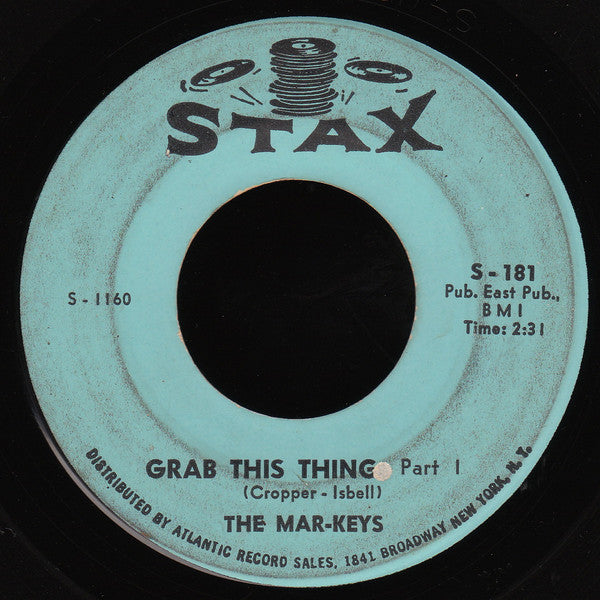 STAX
S-1160
S-181
Pub. East Pub.,
BMI
Time: 2:31
GRAB THIS THING Part 1
(Cropper-Isbell)
THE MAR-KEYS
DISTRIBUTED BY ATLANTIC RECORD SALES, 1841 BROADWAY NEW YORK, N. Y.